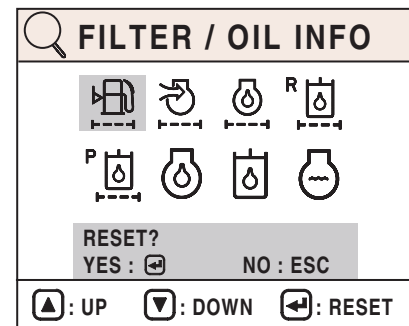 FILTER / OIL INFO
R
P
RESET?
YES : NO : ESC
: UP : DOWN : RESET